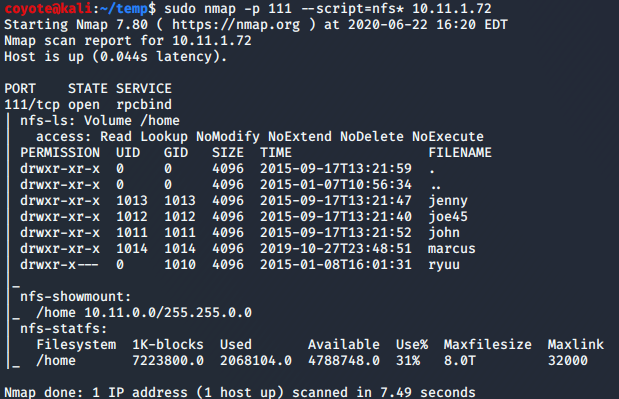 coyote@kali:~/temp$ sudo nmap -p 111 --script=nfs* 10.11.1.72
Starting Nmap 7.80 ( https://nmap.org ) at 2020-06-22 16:20 EDT
Nmap scan report for 10.11.1.72
Host is up (0.044s latency).

PORT    STATE SERVICE
111/tcp open  rpcbind
| nfs-ls: Volume /home
|   access: Read Lookup NoModify NoExtend NoDelete NoExecute
| PERMISSION  UID   GID   SIZE  TIME                 FILENAME
| drwxr-xr-x  0     0     4096  2015-09-17T13:21:59  .
| drwxr-xr-x  0     0     4096  2015-01-07T10:56:34  ..
| drwxr-xr-x  1013  1013  4096  2015-09-17T13:21:47  jenny
| drwxr-xr-x  1012  1012  4096  2015-09-17T13:21:40  joe45
| drwxr-xr-x  1011  1011  4096  2015-09-17T13:21:52  john
| drwxr-xr-x  1014  1014  4096  2019-10-27T23:48:51  marcus
| drwxr-x---  0     1010  4096  2015-01-08T16:01:31  ryuu
|_
| nfs-showmount:
|_  /home 10.11.0.0/255.255.0.0
| nfs-statfs:
|   Filesystem  1K-blocks  Used       Available  Use%  Maxfilesize  Maxlink
|_  /home       7223800.0  2068104.0  4788748.0  31%   8.0T         32000

Nmap done: 1 IP address (1 host up) scanned in 7.49 seconds